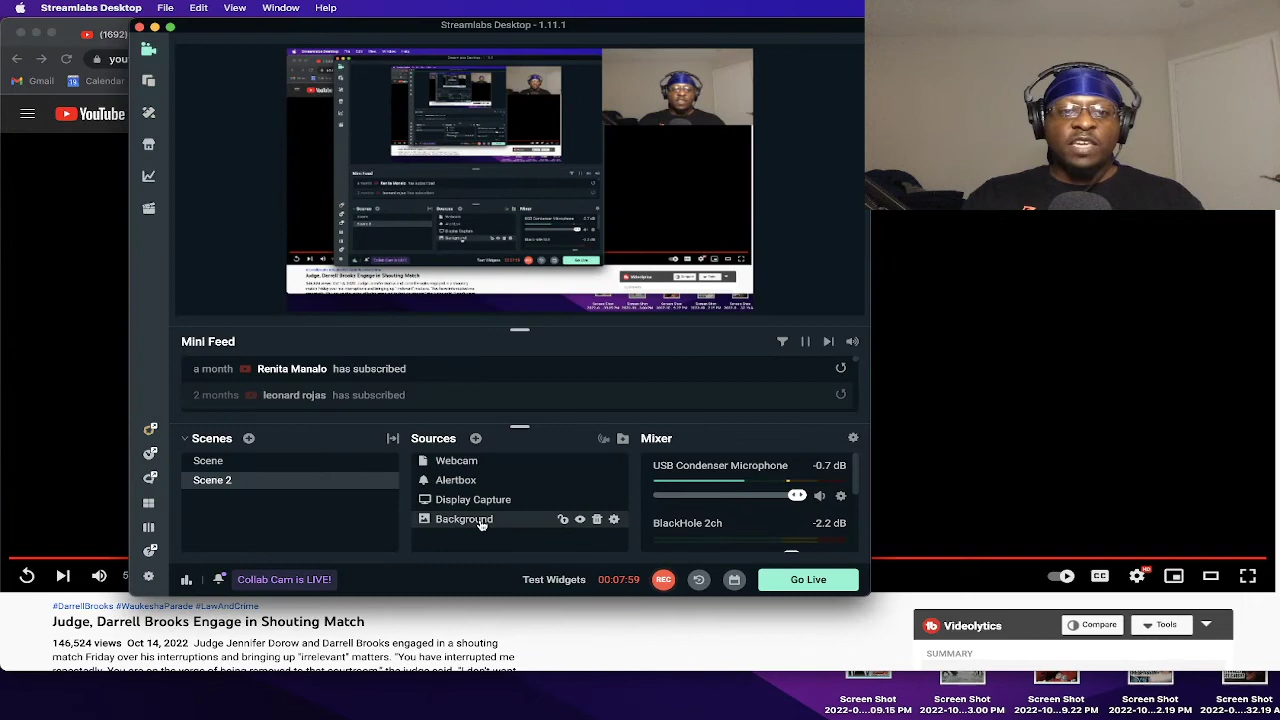 Streamlabs Desktop File Edit View Window Help
Streamlabs Desktop - 1.11.1
(1692)
you
Gmail
Calendar
YouTube
Mini Feed
a month Renita Manalo has subscribed
2 months leonard rojas has subscribed
Scenes
Sources
Mixer
Scene
Scene 2
Webcam
Alertbox
Display Capture
Background
USB Condenser Microphone -0.7 dB
BlackHole 2ch -2.2 dB
Collab Cam is LIVE!
Test Widgets 00:07:59 REC Go Live
HD
#DarrellBrooks #WaukeshaParade #LawAndCrime
Judge, Darrell Brooks Engage in Shouting Match
146,524 views Oct 14, 2022 Judge Jennifer Dorow and Darrell Brooks engaged in a shouting
match Friday over his interruptions and bringing up "irrelevant" matters. "You have interrupted me
Videolytics
Compare
Tools
SUMMARY
Screen Shot
2022-0....09.15 PM
Screen Shot
2022-10...3.00 PM
Screen Shot
2022-10...9.22 PM
Screen Shot
2022-10...2.19 PM
Screen Shot
2022-0....32.19 A